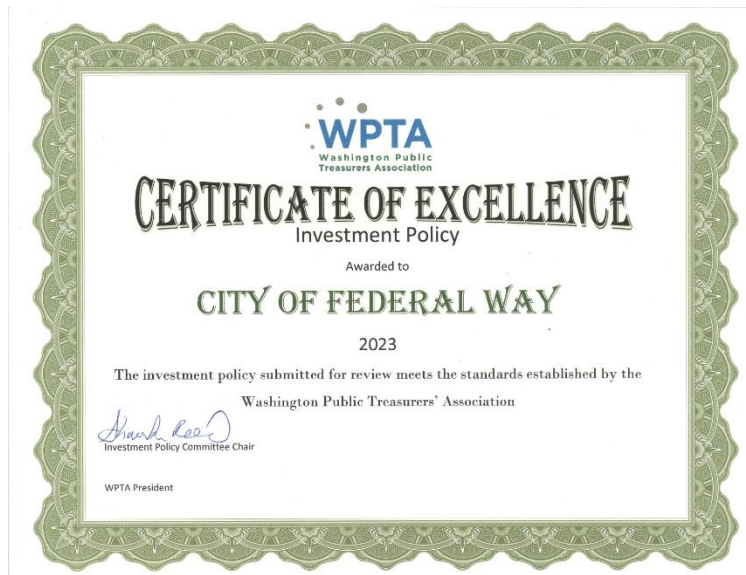 WPTA
Washington Public
Treasurers Association
CERTIFICATE OF EXCELLENCE
Investment Policy
Awarded to
CITY OF FEDERAL WAY
2023
The investment policy submitted for review meets the standards established by the
Washington Public Treasurers' Association
Investment Policy Committee Chair
WPTA President